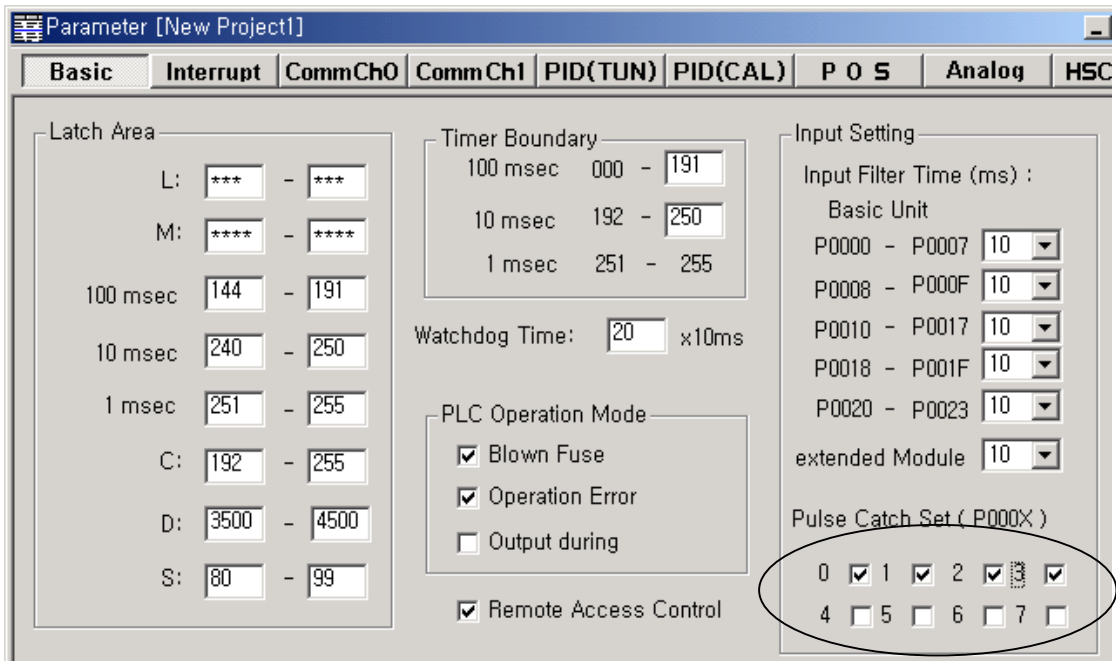 Parameter [New Project1]
Basic Interrupt CommCh0 CommCh1 PID(TUN) PID(CAL) P O S Analog HSC
Latch Area
L: *** - ***
M: **** - ****
100 msec 144 - 191
10 msec 240 - 250
1 msec 251 - 255
C: 192 - 255
D: 3500 - 4500
S: 80 - 99
Timer Boundary
100 msec 000 - 191
10 msec 192 - 250
1 msec 251 - 255
Watchdog Time: 20 x10ms
PLC Operation Mode
Blown Fuse
Operation Error
Output during
Remote Access Control
Input Setting
Input Filter Time (ms) :
Basic Unit
P0000 - P0007 10
P0008 - P000F 10
P0010 - P0017 10
P0018 - P001F 10
P0020 - P0023 10
extended Module 10
Pulse Catch Set ( P000X )
0 1 2 3
4 5 6 7